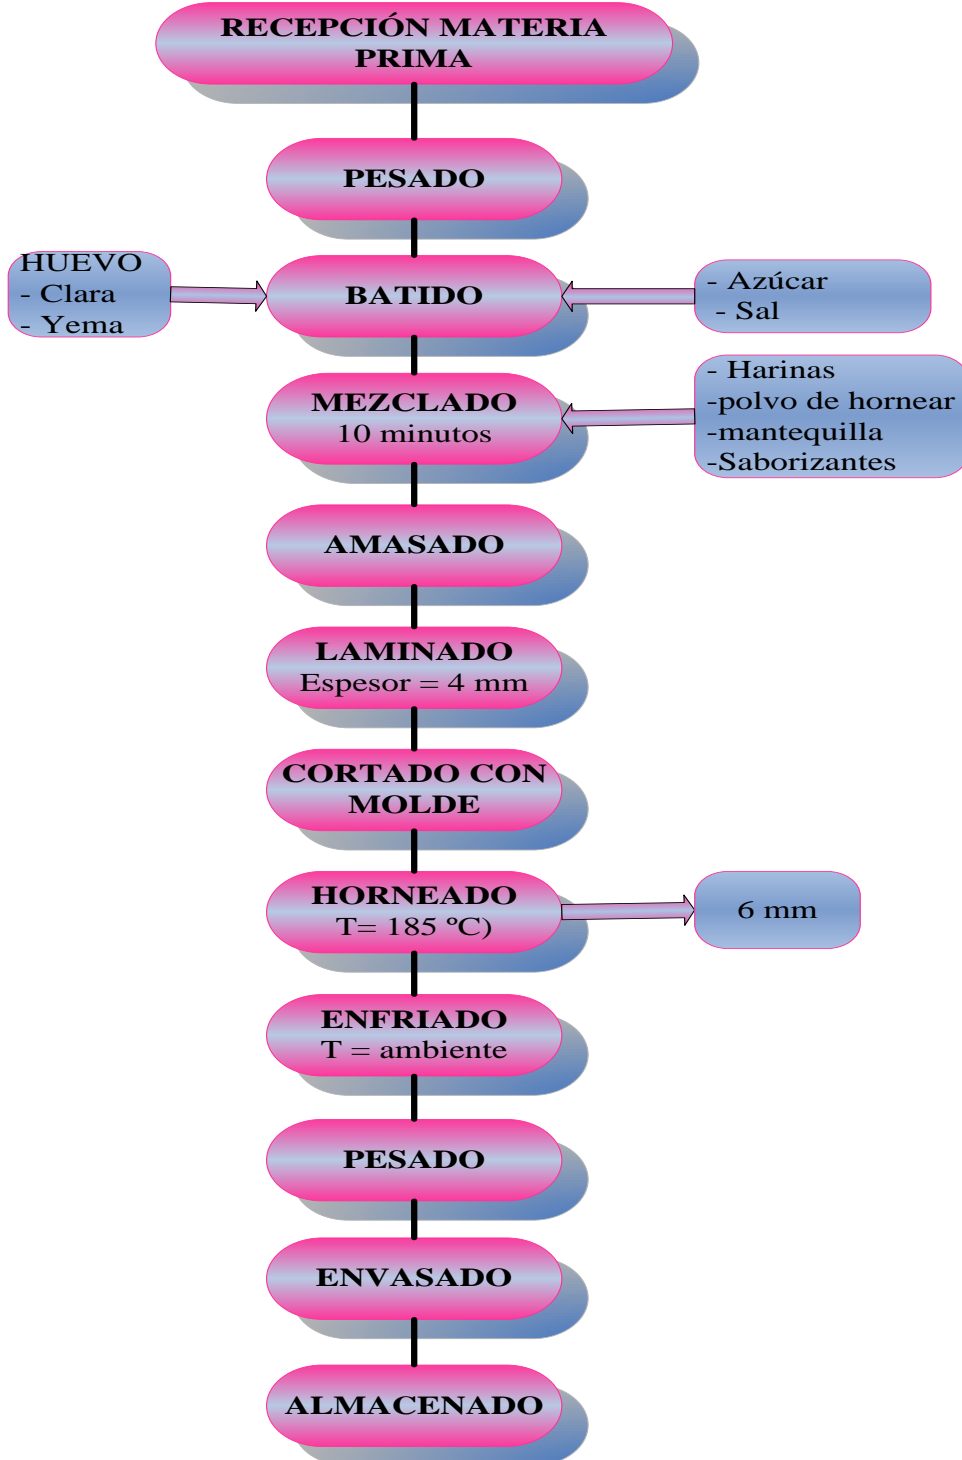 RECEPCIÓN MATERIA
PRIMA
PESADO
HUEVO
- Clara
- Yema
BATIDO
- Azúcar
- Sal
MEZCLADO
10 minutos
- Harinas
-polvo de hornear
-mantequilla
-Saborizantes
AMASADO
LAMINADO
Espesor = 4 mm
CORTADO CON
MOLDE
HORNEADO
T= 185 ºC)
6 mm
ENFRIADO
T = ambiente
PESADO
ENVASADO
ALMACENADO